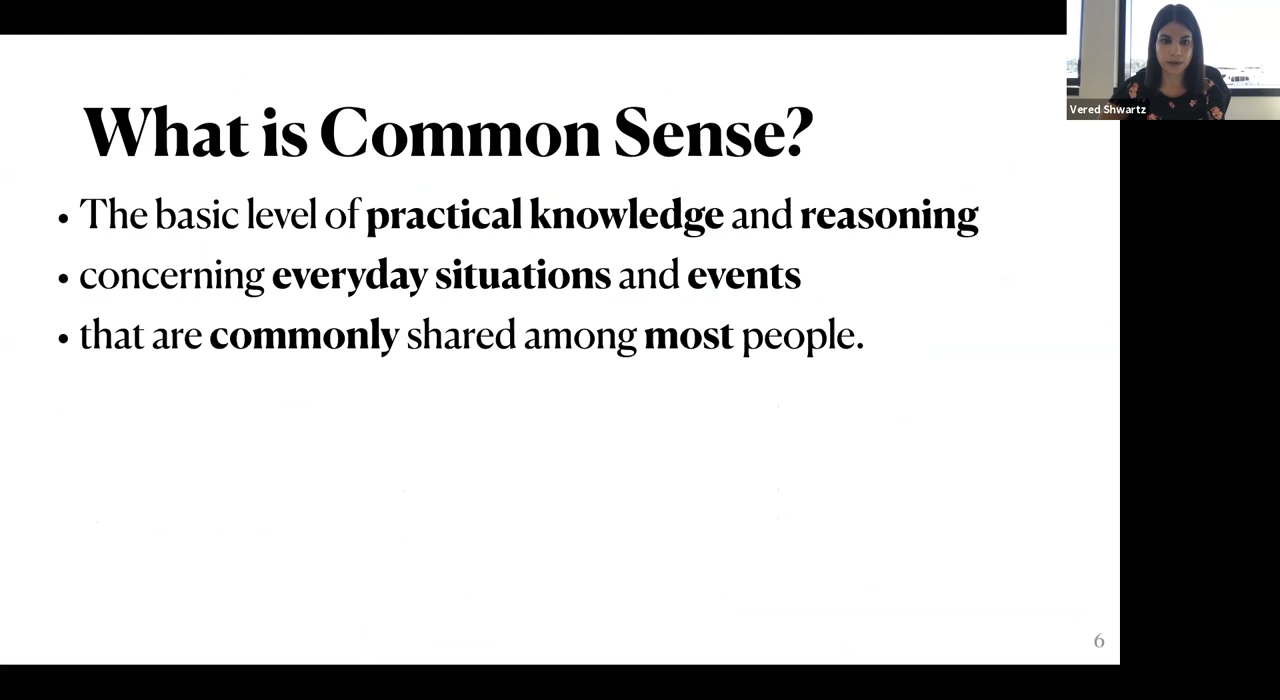 What is Common Sense?
• The basic level of practical knowledge and reasoning
• concerning everyday situations and events
• that are commonly shared among most people.
Vered Shwartz
6